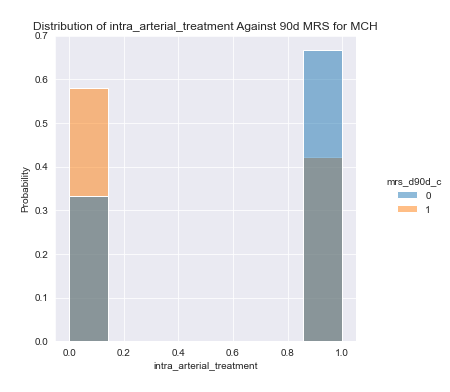 Distribution of intra_arterial_treatment Against 90d MRS for MCH
0.7
0.6
0.5
0.4
0.3
0.2
0.1
0.0
Probability
0.0 0.2 0.4 0.6 0.8 1.0
intra_arterial_treatment
mrs_d90d_c
0
1